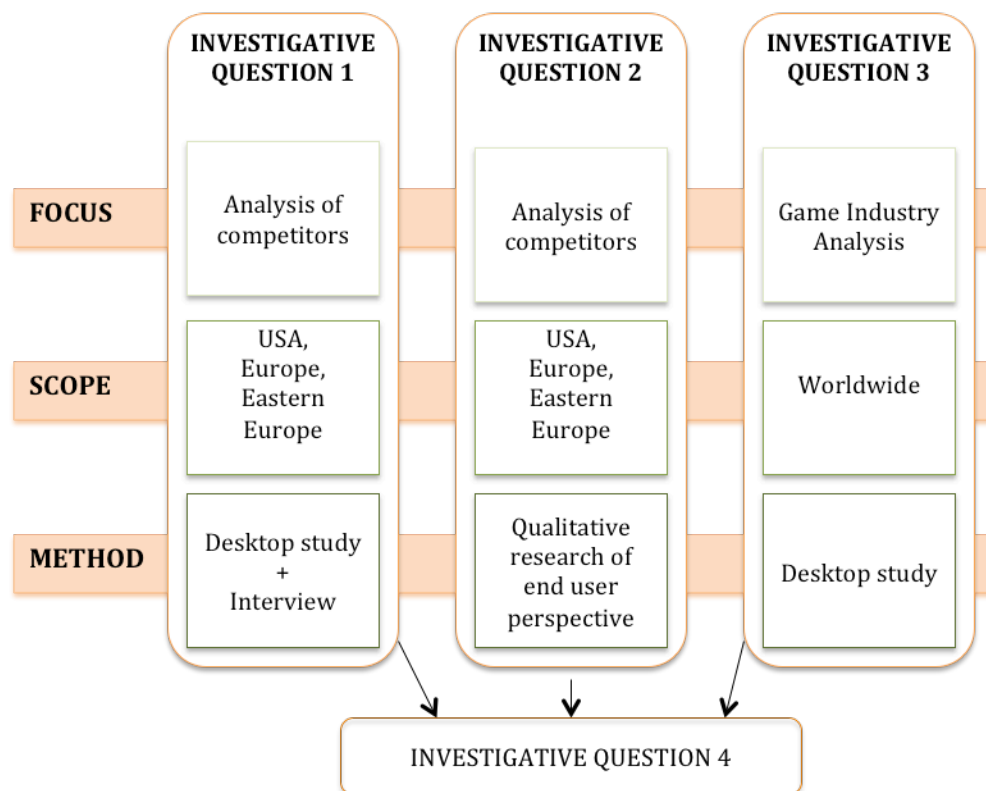 INVESTIGATIVE
QUESTION 1
INVESTIGATIVE
QUESTION 2
INVESTIGATIVE
QUESTION 3
FOCUS
Analysis of
competitors
Analysis of
competitors
Game Industry
Analysis
SCOPE
USA,
Europe,
Eastern
Europe
USA,
Europe,
Eastern
Europe
Worldwide
METHOD
Desktop study
+
Interview
Qualitative
research of
end user
perspective
Desktop study
INVESTIGATIVE QUESTION 4